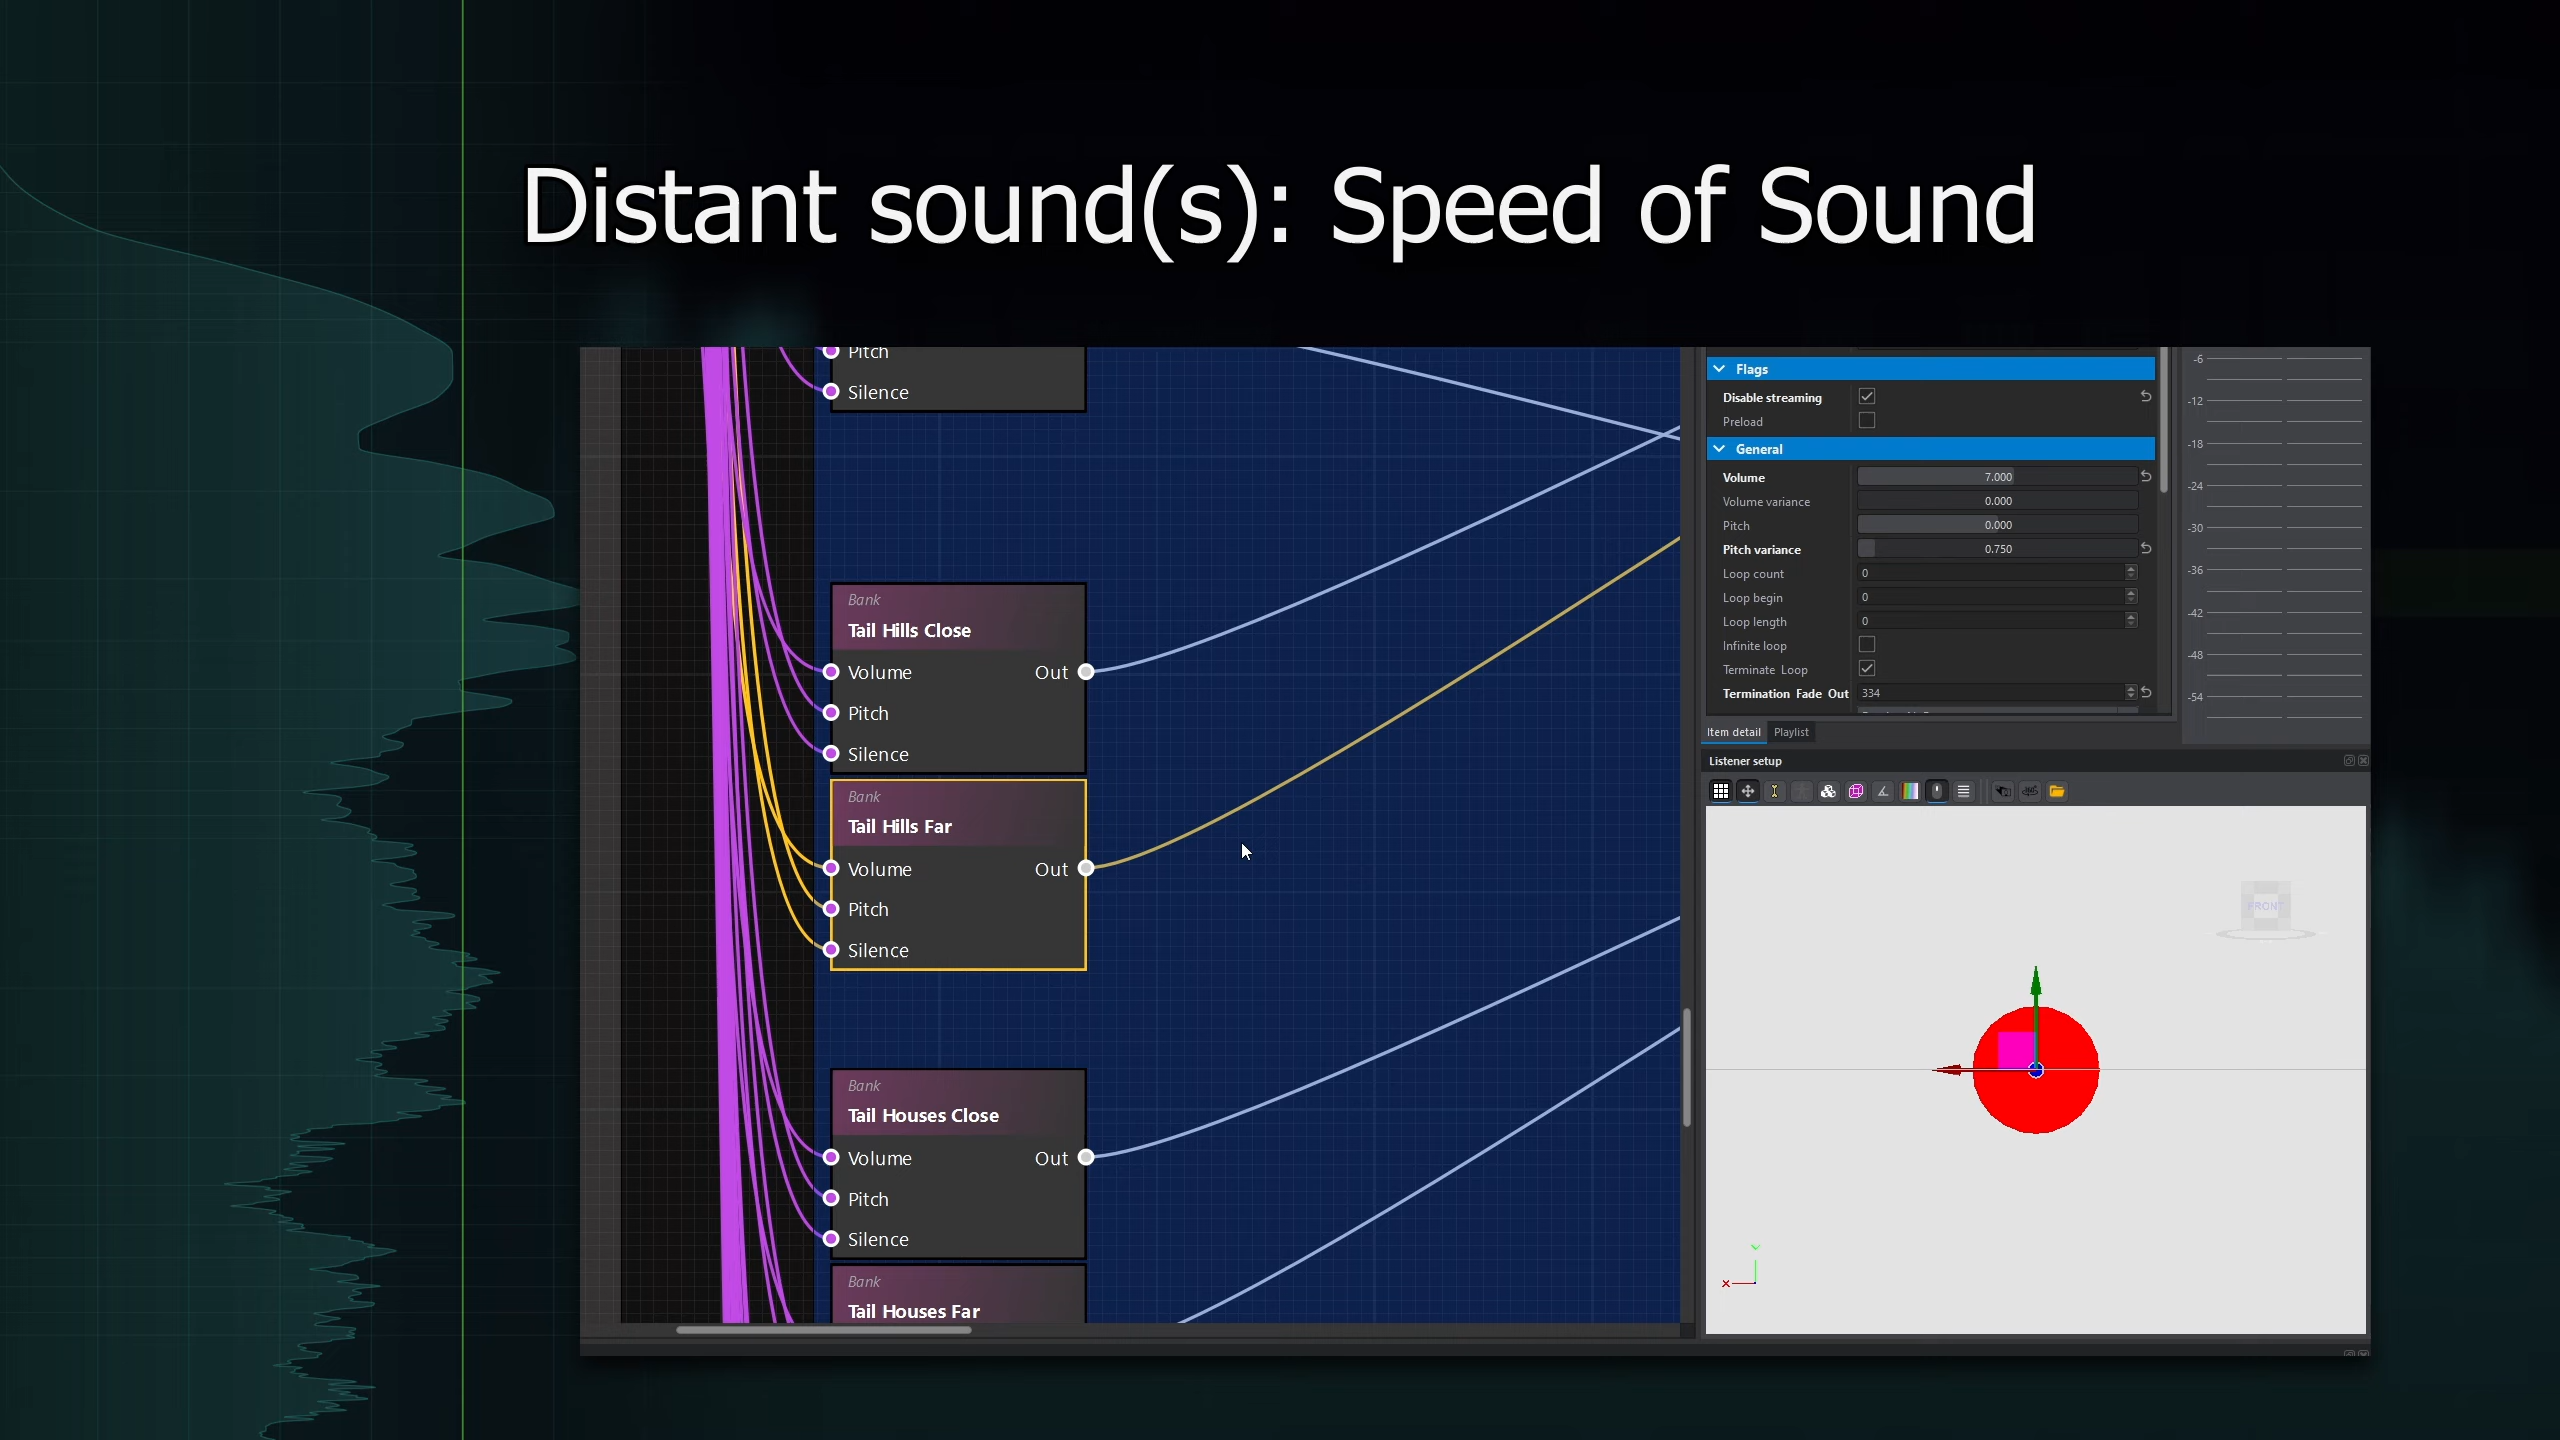 Distant sound(s): Speed of Sound
Pitch
Silence
Bank
Tail Hills Close
Volume Out
Pitch
Silence
Bank
Tail Hills Far
Volume Out
Pitch
Silence
Bank
Tail Houses Close
Volume Out
Pitch
Silence
Bank
Tail Houses Far
Flags
Disable streaming
Preload
General
Volume 7.000
Volume variance 0.000
Pitch 0.000
Pitch variance 0.750
Loop count 0
Loop begin 0
Loop length 0
Infinite loop
Terminate Loop
Termination Fade Out 334
Item detail Playlist
-6
-12
-18
-24
-30
-36
-42
-48
-54
Listener setup
FRONT
Y
X